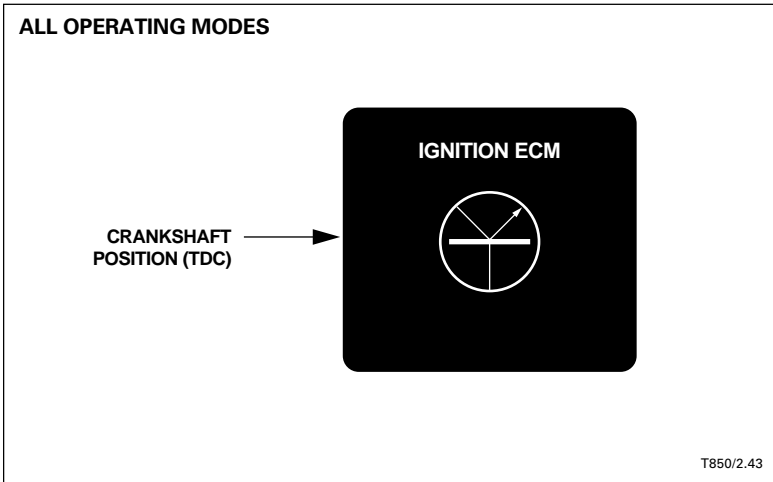 ALL OPERATING MODES
IGNITION ECM
CRANKSHAFT
POSITION (TDC)
T850/2.43